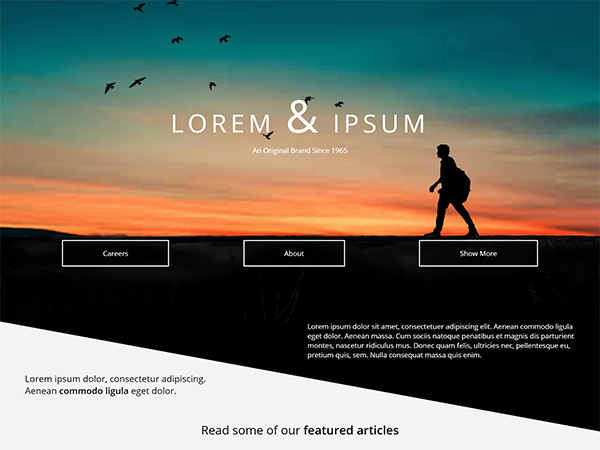 LOREM & IPSUM
An Original Brand Since 1965
Careers About Show More
Lorem ipsum dolor sit amet, consectetuer adipiscing elit. Aenean commodo ligula
eget dolor. Aenean massa. Cum sociis natoque penatibus et magnis dis parturient
montes, nascetur ridiculus mus. Donec quam felis, ultricies nec, pellentesque eu,
pretium quis, sem. Nulla consequat massa quis enim.
Lorem ipsum dolor, consectetur adipiscing.
Aenean commodo ligula eget dolor.
Read some of our featured articles